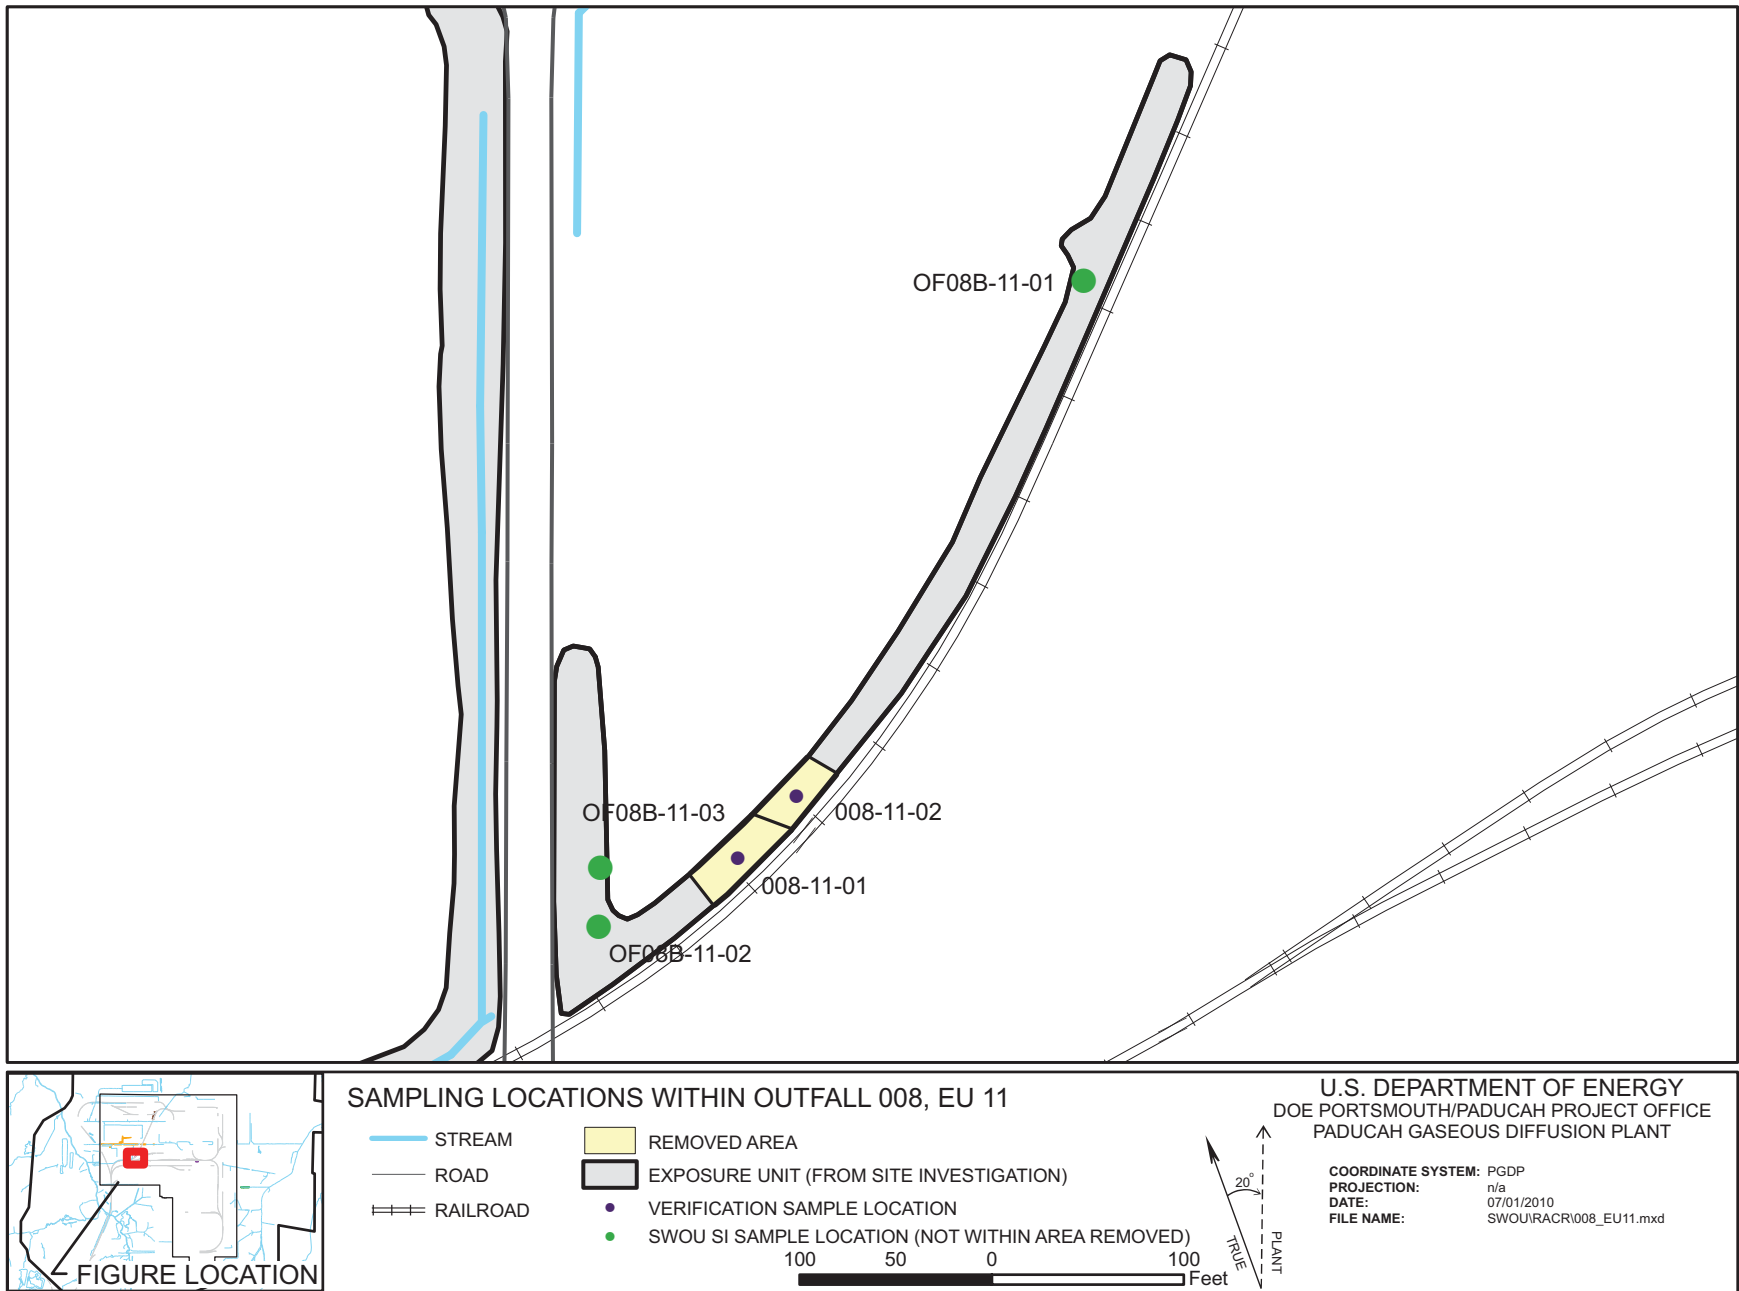 OF08B-11-01
OF08B-11-03
008-11-02
008-11-01
OF08B-11-02
FIGURE LOCATION
SAMPLING LOCATIONS WITHIN OUTFALL 008, EU 11
STREAM
ROAD
RAILROAD
REMOVED AREA
EXPOSURE UNIT (FROM SITE INVESTIGATION)
VERIFICATION SAMPLE LOCATION
SWOU SI SAMPLE LOCATION (NOT WITHIN AREA REMOVED)
100 50 0 100
Feet
20°
TRUE
PLANT
U.S. DEPARTMENT OF ENERGY
DOE PORTSMOUTH/PADUCAH PROJECT OFFICE
PADUCAH GASEOUS DIFFUSION PLANT
COORDINATE SYSTEM: PGDP
PROJECTION: n/a
DATE: 07/01/2010
FILE NAME: SWOU\RACR\008_EU11.mxd